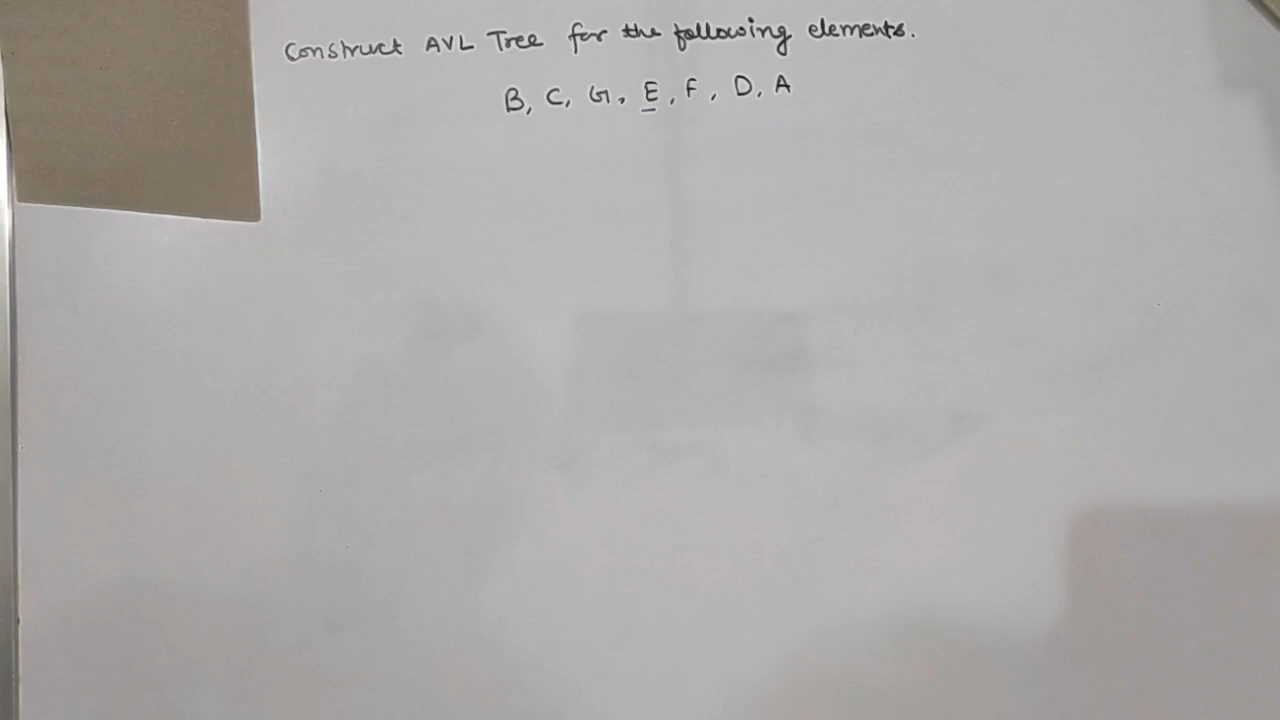 Construct AVL Tree for the following elements.
B, C, G, E, F, D, A